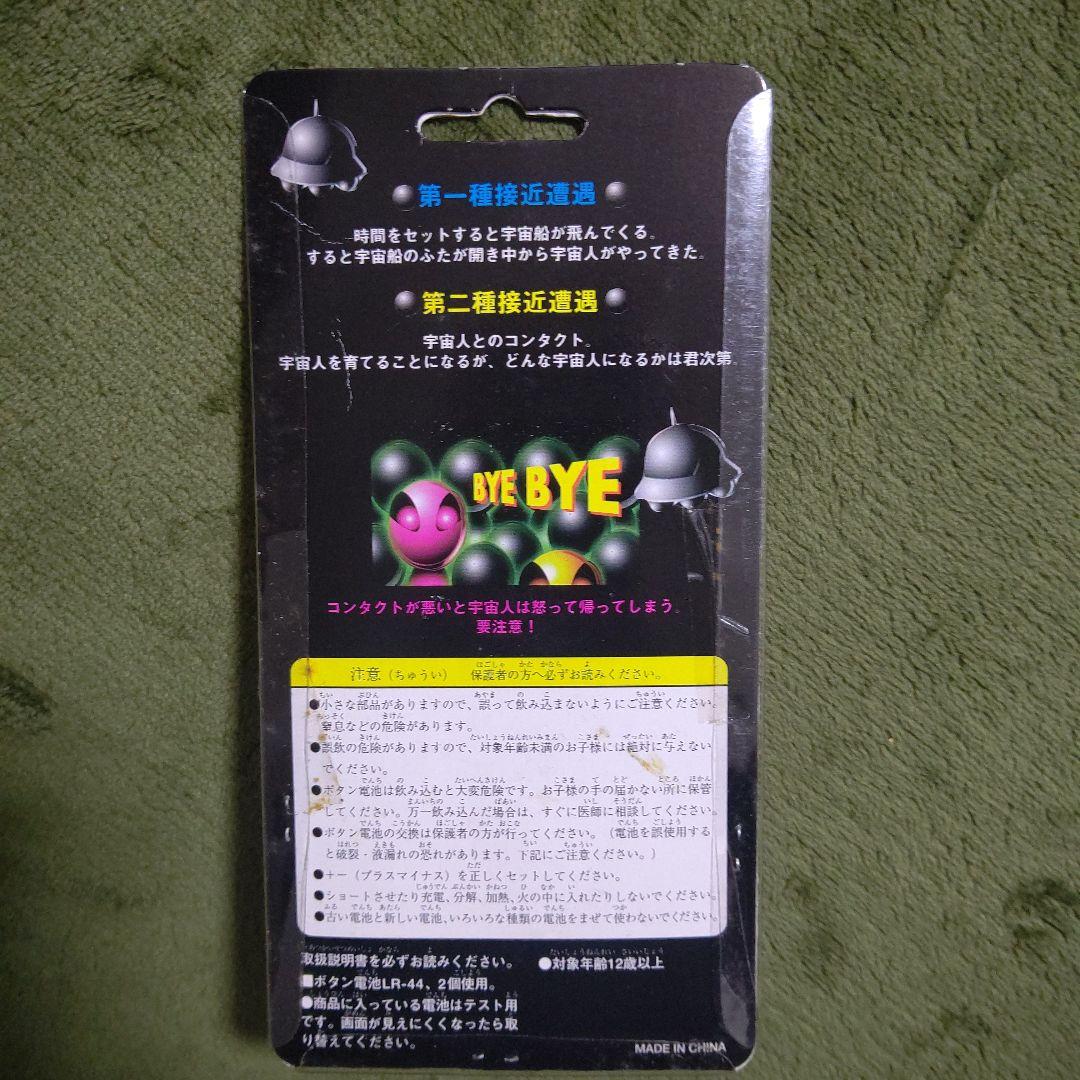 第一種接近遭遇
時間をセットすると宇宙船が飛んでくる。
すると宇宙船のふたが開き中から宇宙人がやってきた。
第二種接近遭遇
宇宙人とのコンタクト。
宇宙人を育てることになるが、どんな宇宙人になるかは君次第。
BYE BYE
コンタクトが悪いと宇宙人は怒って帰ってしまう。
要注意!
注意(ちゅうい) 保護者の方へ必ずお読みください。
●小さな部品がありますので、誤って飲み込まないようにご注意ください。
窒息などの危険があります。
●誤飲の危険がありますので、対象年齢未満のお子様には絶対に与えない
でください。
●ボタン電池は飲み込むと大変危険です。お子様の手の届かない所に保管
してください。万一飲み込んだ場合は、すぐに医師に相談してください。
●ボタン電池の交換は保護者の方が行ってください。(電池を誤使用する
と破裂・液漏れの恐れがあります。下記にご注意ください。)
●+-(プラスマイナス)を正しくセットしてください。
●ショートさせたり充電、分解、加熱、火の中に入れたりしないでください。
●古い電池と新しい電池、いろいろな種類の電池をまぜて使わないでください。
取扱説明書を必ずお読みください。
■ボタン電池LR-44、2個使用。
●商品に入っている電池はテスト用
です。画面が見えにくくなったら取
り替えてください。
●対象年齢12歳以上
MADE IN CHINA